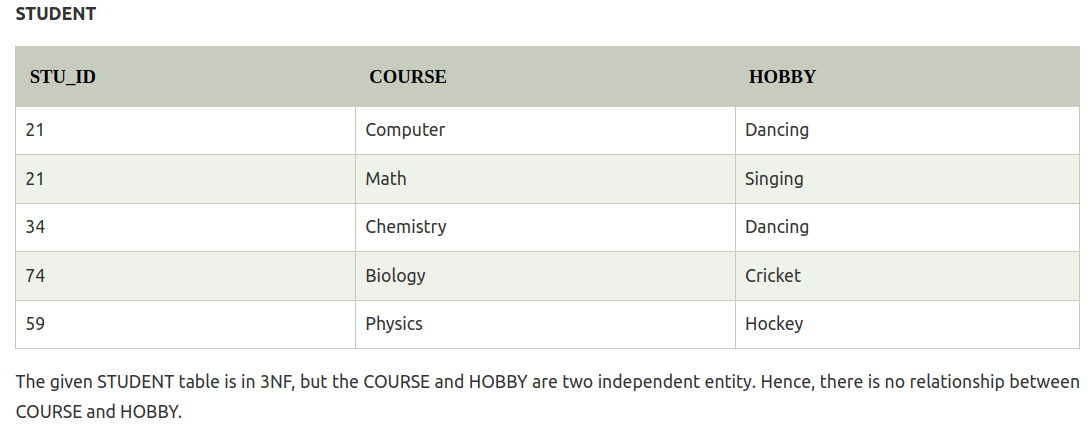 STUDENT
STU_ID COURSE HOBBY
21 Computer Dancing
21 Math Singing
34 Chemistry Dancing
74 Biology Cricket
59 Physics Hockey
The given STUDENT table is in 3NF, but the COURSE and HOBBY are two independent entity. Hence, there is no relationship between
COURSE and HOBBY.